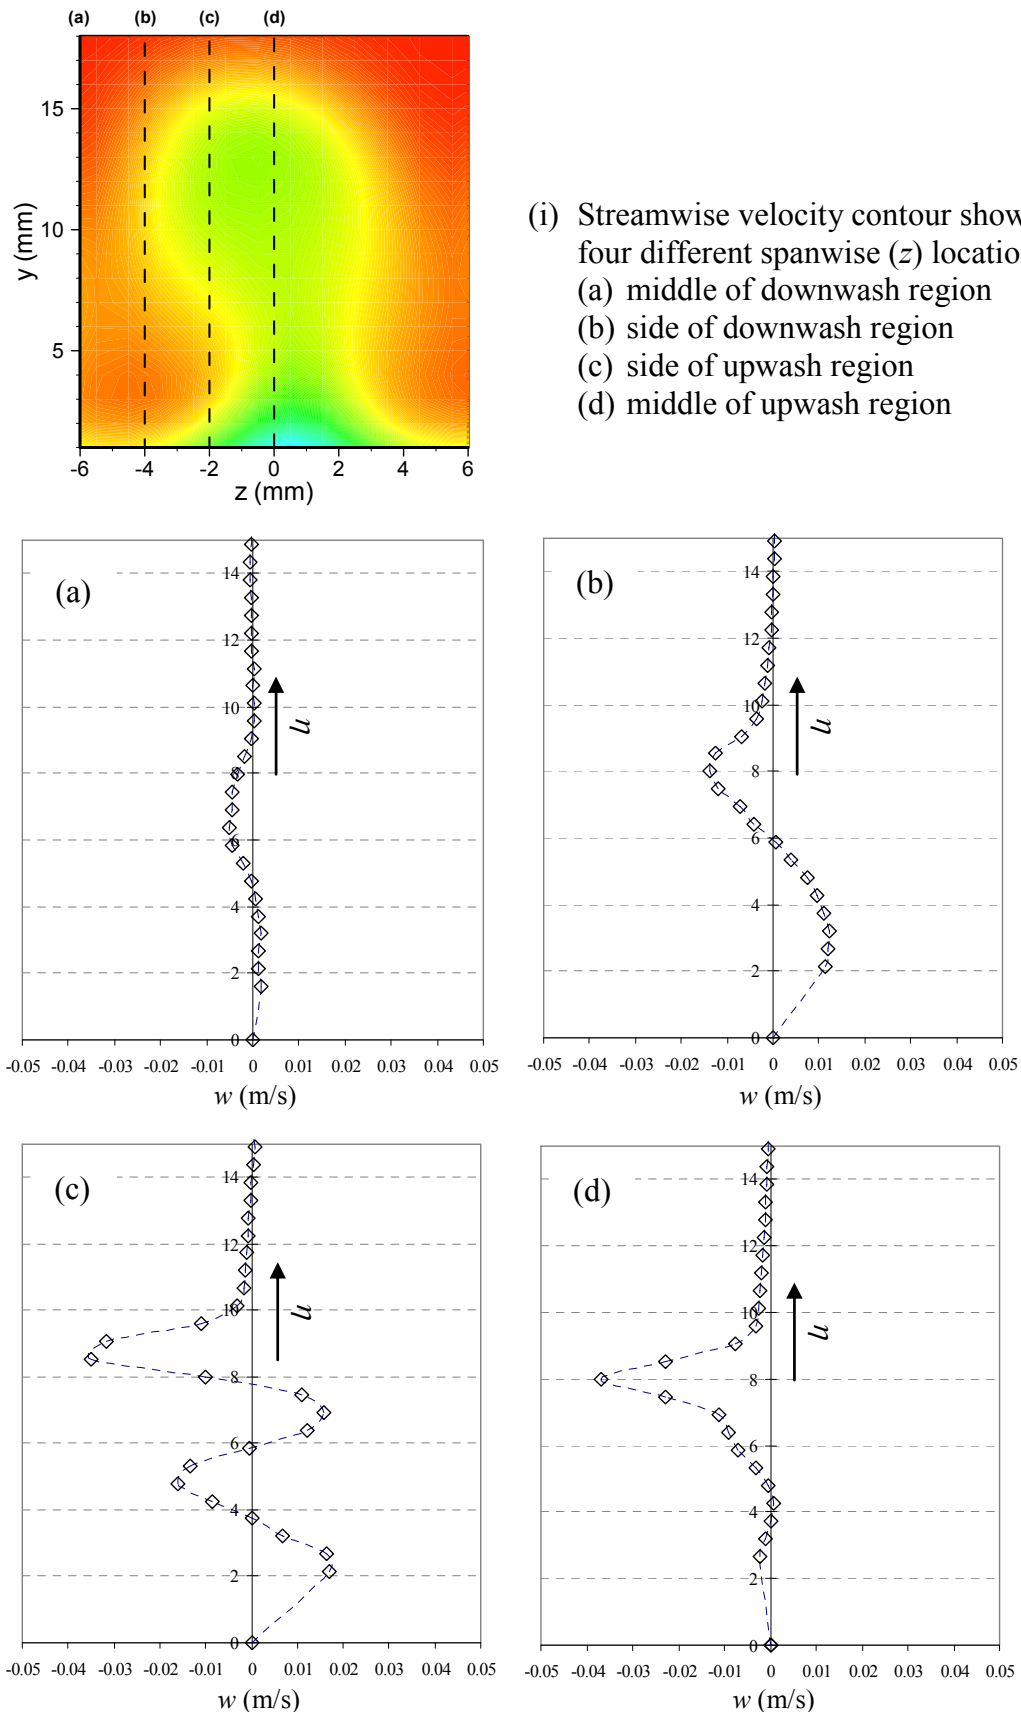 (a) (b) (c) (d)
15
10
5
y (mm)
-6 -4 -2 0 2 4 6
z (mm)
(i) Streamwise velocity contour show
four different spanwise (z) location
(a) middle of downwash region
(b) side of downwash region
(c) side of upwash region
(d) middle of upwash region
(a)
14
12
10
8
6
4
2
0
η
-0.05 -0.04 -0.03 -0.02 -0.01 0 0.01 0.02 0.03 0.04 0.05
w (m/s)
(b)
14
12
10
8
6
4
2
0
η
-0.05 -0.04 -0.03 -0.02 -0.01 0 0.01 0.02 0.03 0.04 0.05
w (m/s)
(c)
14
12
10
8
6
4
2
0
η
-0.05 -0.04 -0.03 -0.02 -0.01 0 0.01 0.02 0.03 0.04 0.05
w (m/s)
(d)
14
12
10
8
6
4
2
0
η
-0.05 -0.04 -0.03 -0.02 -0.01 0 0.01 0.02 0.03 0.04 0.05
w (m/s)